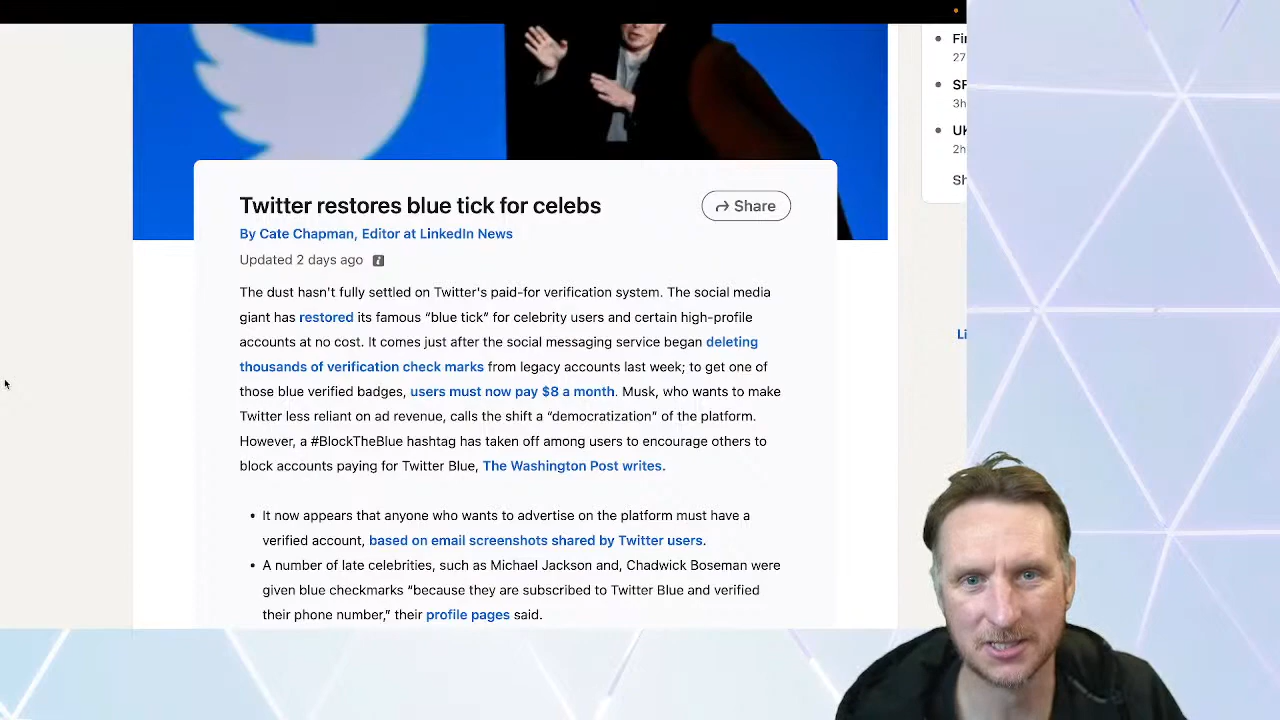 Fi
27
SF
3h
UK
2h
Sh
Twitter restores blue tick for celebs
Share
By Cate Chapman, Editor at LinkedIn News
Updated 2 days ago
The dust hasn't fully settled on Twitter's paid-for verification system. The social media
giant has restored its famous “blue tick” for celebrity users and certain high-profile
accounts at no cost. It comes just after the social messaging service began deleting
thousands of verification check marks from legacy accounts last week; to get one of
those blue verified badges, users must now pay $8 a month. Musk, who wants to make
Twitter less reliant on ad revenue, calls the shift a “democratization” of the platform.
However, a #BlockTheBlue hashtag has taken off among users to encourage others to
block accounts paying for Twitter Blue, The Washington Post writes.
Li
• It now appears that anyone who wants to advertise on the platform must have a
verified account, based on email screenshots shared by Twitter users.
• A number of late celebrities, such as Michael Jackson and, Chadwick Boseman were
given blue checkmarks “because they are subscribed to Twitter Blue and verified
their phone number,” their profile pages said.